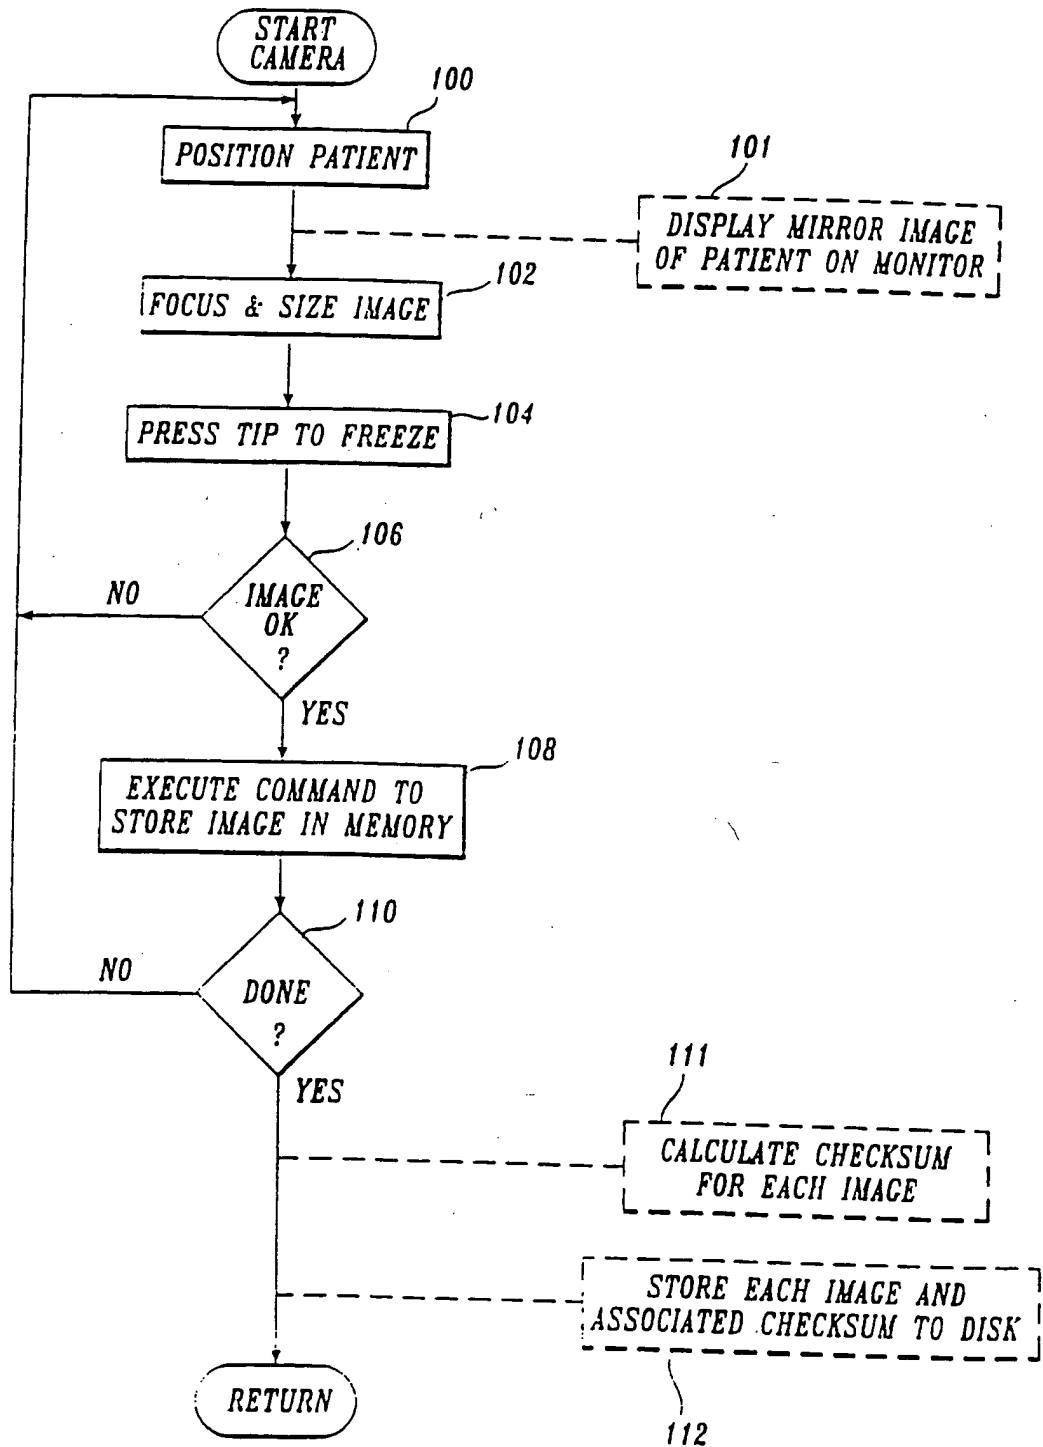 START
CAMERA
100
POSITION PATIENT
101
DISPLAY MIRROR IMAGE
OF PATIENT ON MONITOR
102
FOCUS & SIZE IMAGE
104
PRESS TIP TO FREEZE
106
IMAGE
OK
?
NO
YES
108
EXECUTE COMMAND TO
STORE IMAGE IN MEMORY
110
NO
DONE
?
YES
111
CALCULATE CHECKSUM
FOR EACH IMAGE
STORE EACH IMAGE AND
ASSOCIATED CHECKSUM TO DISK
112
RETURN